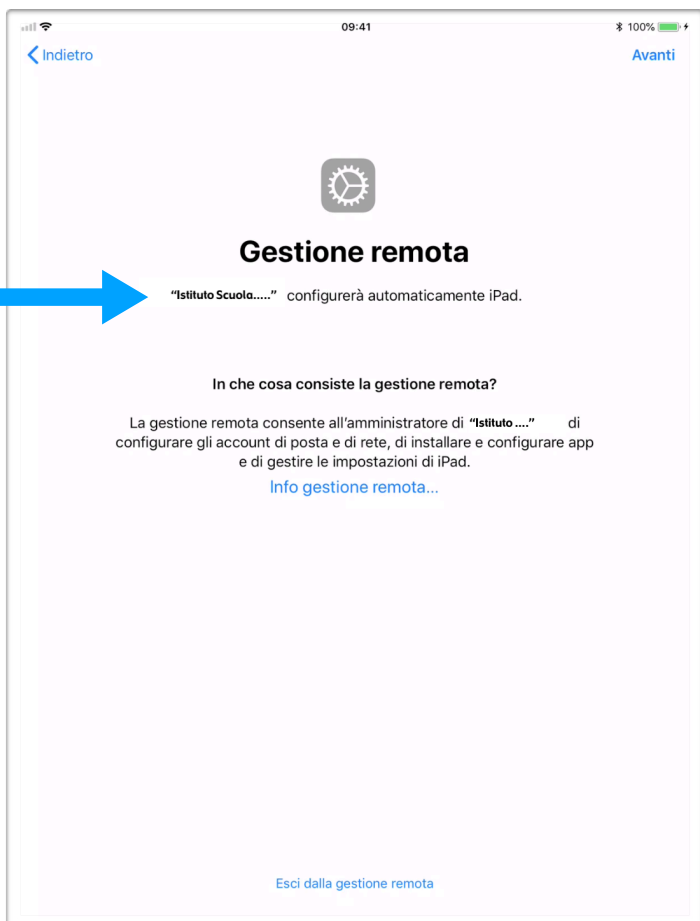 09:41
100%
Indietro
Avanti
Gestione remota
“Istituto Scuola.....” configurerà automaticamente iPad.
In che cosa consiste la gestione remota?
La gestione remota consente all’amministratore di “Istituto ....” di
configurare gli account di posta e di rete, di installare e configurare app
e di gestire le impostazioni di iPad.
Info gestione remota...
Esci dalla gestione remota